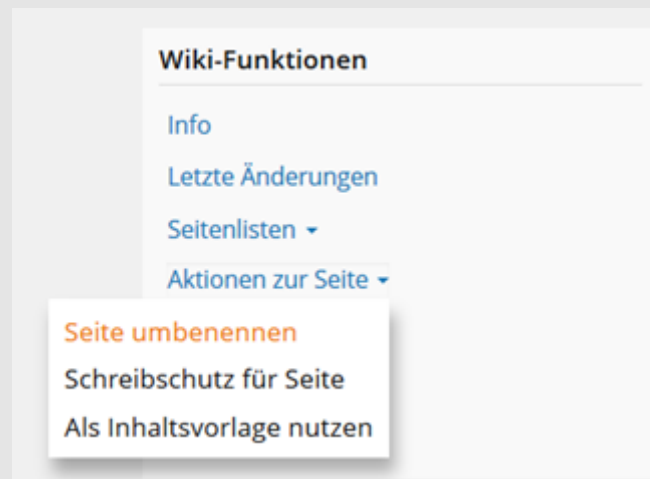 Wiki-Funktionen
Info
Letzte Änderungen
Seitenlisten
Aktionen zur Seite
Seite umbenennen
Schreibschutz für Seite
Als Inhaltsvorlage nutzen